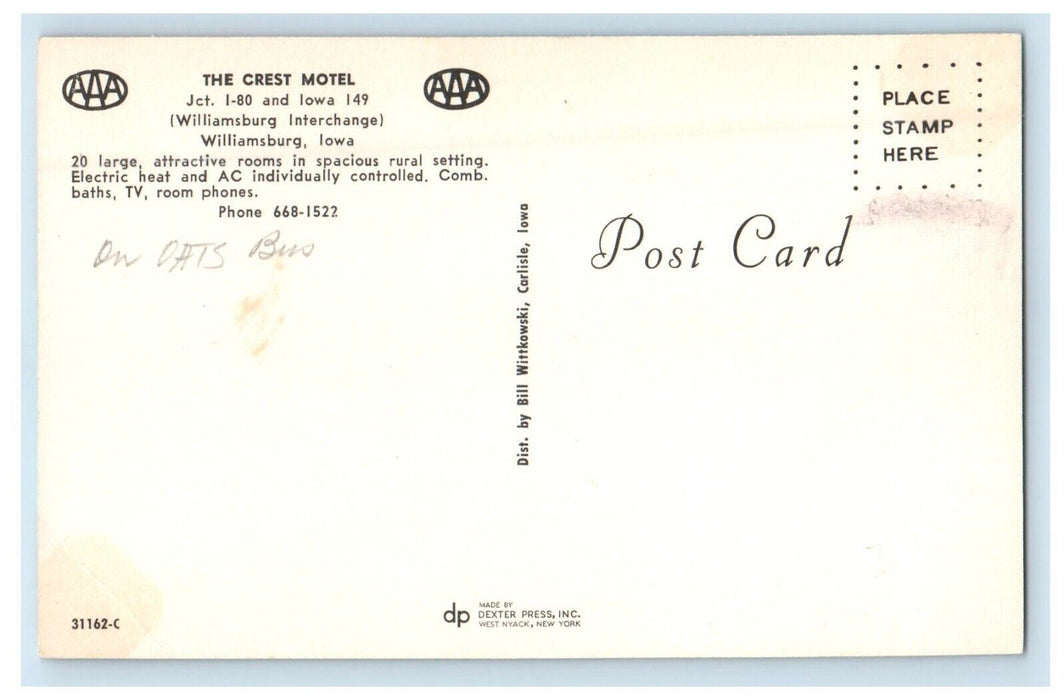 AAA
THE CREST MOTEL
AAA
Jct. I-80 and Iowa 149
(Williamsburg Interchange)
Williamsburg, Iowa
20 large, attractive rooms in spacious rural setting.
Electric heat and AC individually controlled. Comb.
baths, TV, room phones.
Phone 668-1522
On OATS Bus
PLACE
STAMP
HERE
Post Card
Dist. by Bill Wittkowski, Carlisle, Iowa
31162-C
dp
MADE BY
DEXTER PRESS, INC.
WEST NYACK, NEW YORK